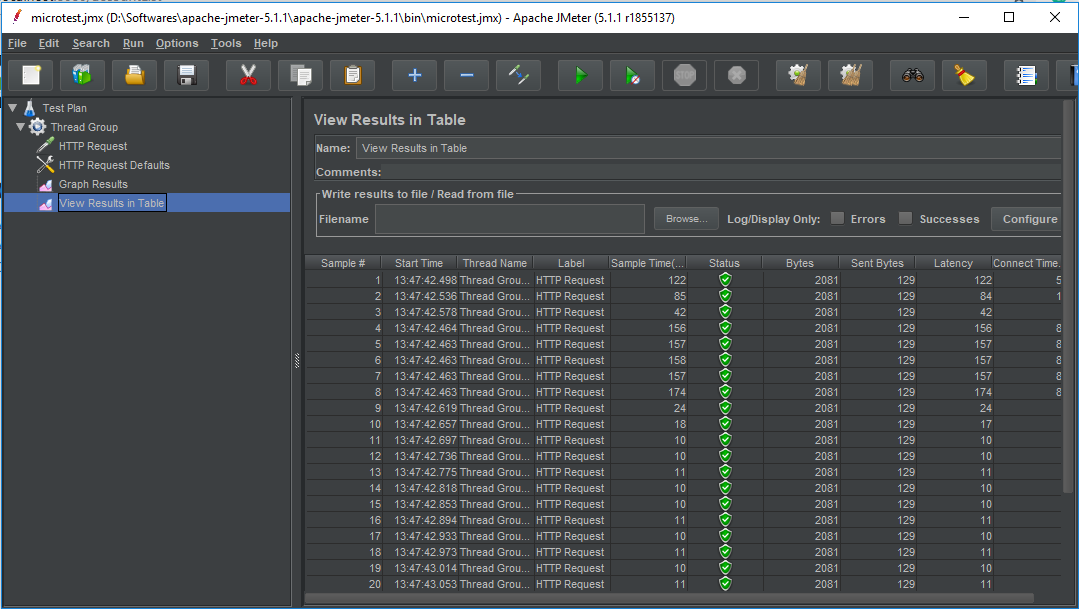 microtest.jmx (D:\Softwares\apache-jmeter-5.1.1\apache-jmeter-5.1.1\bin\microtest.jmx) - Apache JMeter (5.1.1 r1855137)
File Edit Search Run Options Tools Help
STOP
Test Plan
Thread Group
HTTP Request
HTTP Request Defaults
Graph Results
View Results in Table
View Results in Table
Name: View Results in Table
Comments:
Write results to file / Read from file
Filename Browse... Log/Display Only: Errors Successes Configure
Sample # Start Time Thread Name Label Sample Time(... Status Bytes Sent Bytes Latency Connect Time.
1 13:47:42.498 Thread Grou... HTTP Request 122 2081 129 122 5
2 13:47:42.536 Thread Grou... HTTP Request 85 2081 129 84 1
3 13:47:42.578 Thread Grou... HTTP Request 42 2081 129 42
4 13:47:42.464 Thread Grou... HTTP Request 156 2081 129 156 8
5 13:47:42.463 Thread Grou... HTTP Request 157 2081 129 157 8
6 13:47:42.463 Thread Grou... HTTP Request 158 2081 129 157 8
7 13:47:42.463 Thread Grou... HTTP Request 157 2081 129 157 8
8 13:47:42.463 Thread Grou... HTTP Request 174 2081 129 174 8
9 13:47:42.619 Thread Grou... HTTP Request 24 2081 129 24
10 13:47:42.657 Thread Grou... HTTP Request 18 2081 129 17
11 13:47:42.697 Thread Grou... HTTP Request 10 2081 129 10
12 13:47:42.736 Thread Grou... HTTP Request 10 2081 129 10
13 13:47:42.775 Thread Grou... HTTP Request 11 2081 129 11
14 13:47:42.818 Thread Grou... HTTP Request 10 2081 129 10
15 13:47:42.853 Thread Grou... HTTP Request 10 2081 129 10
16 13:47:42.894 Thread Grou... HTTP Request 11 2081 129 11
17 13:47:42.933 Thread Grou... HTTP Request 10 2081 129 10
18 13:47:42.973 Thread Grou... HTTP Request 11 2081 129 11
19 13:47:43.014 Thread Grou... HTTP Request 10 2081 129 10
20 13:47:43.053 Thread Grou... HTTP Request 11 2081 129 11